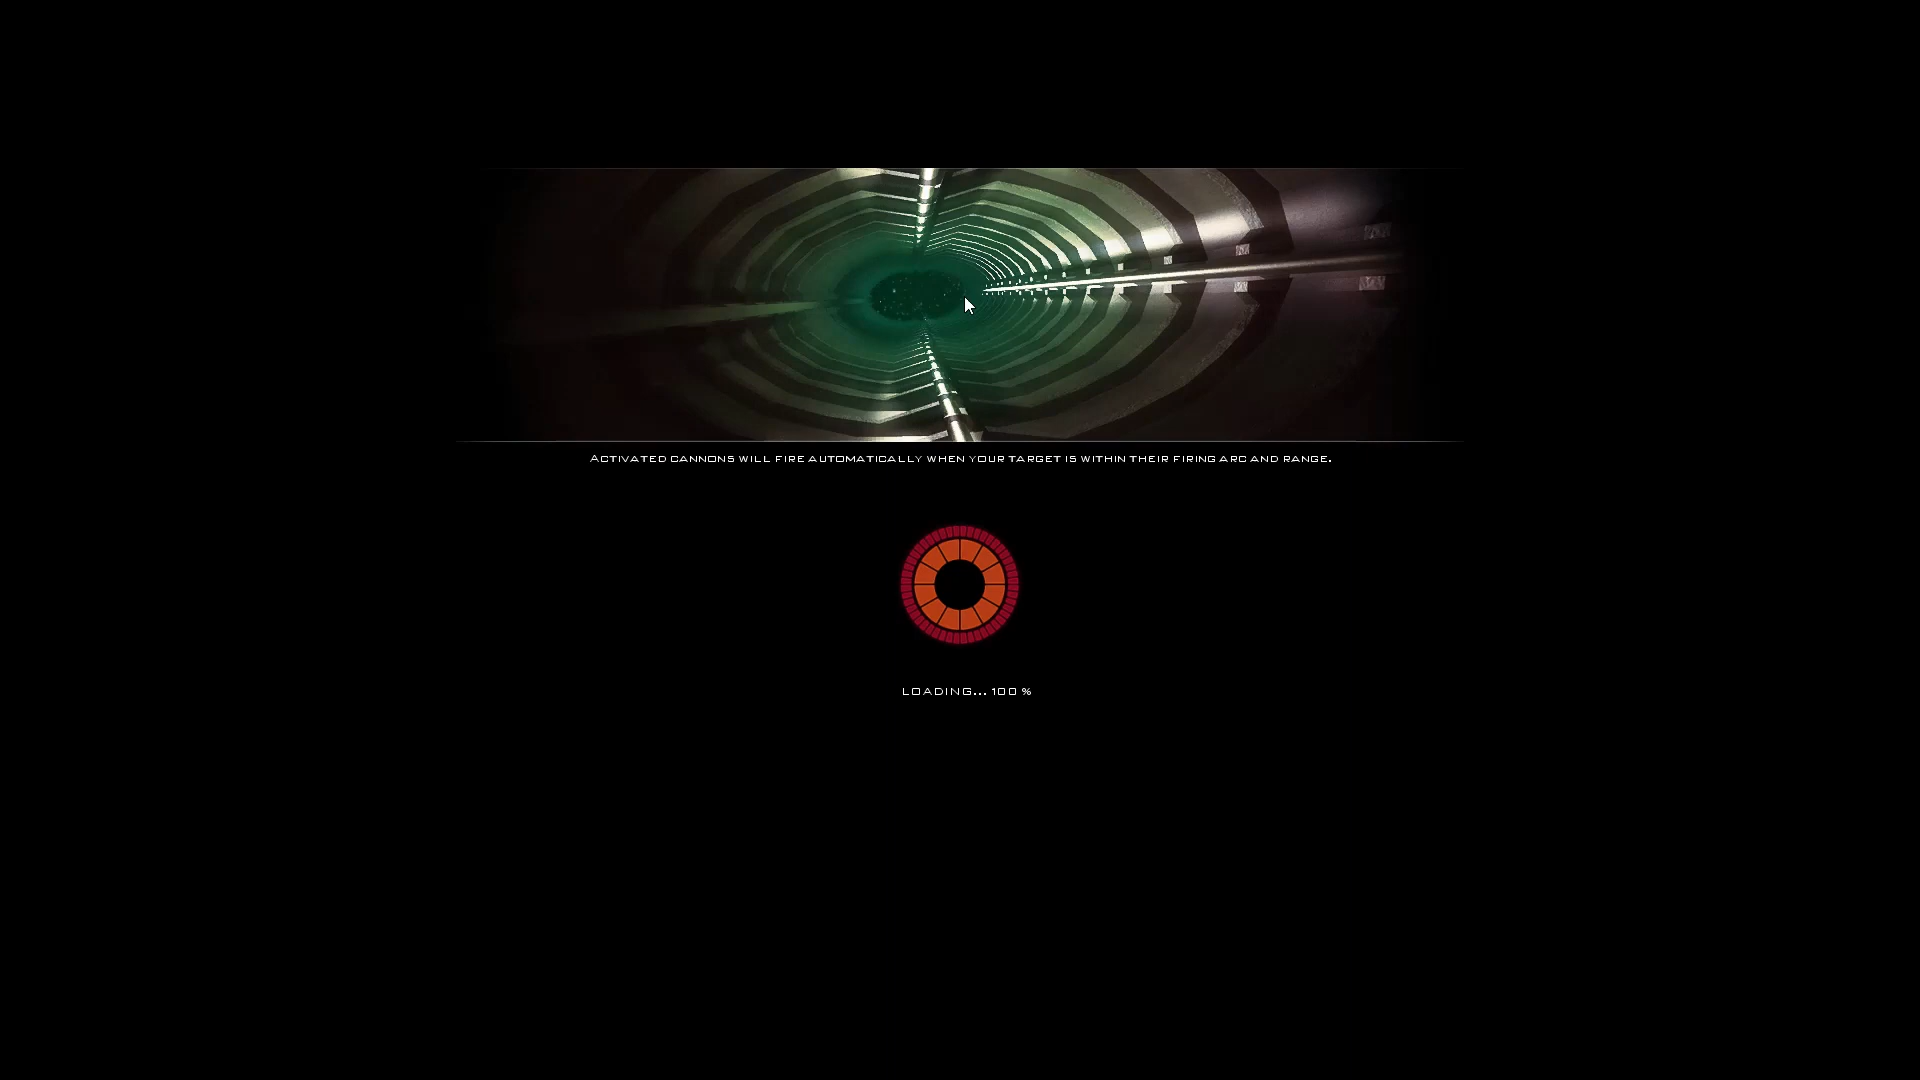 Activated cannons will fire automatically when your target is within their firing arc and range.
LOADING... 100 %